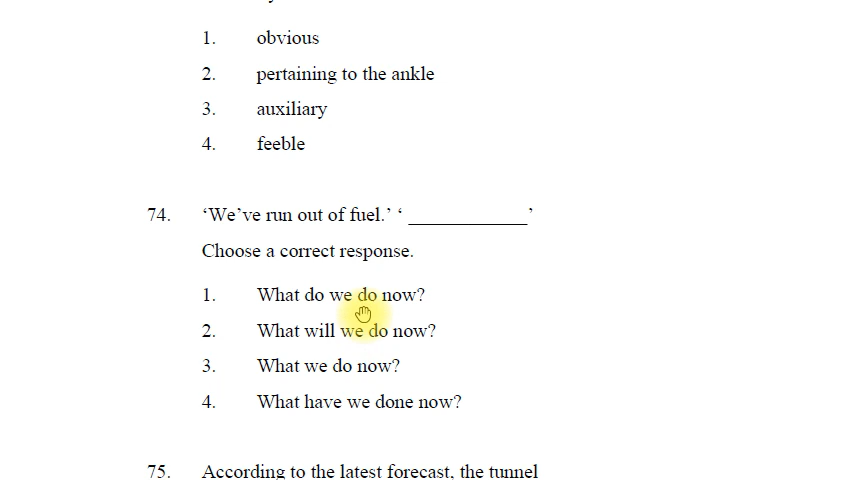 1. obvious
2. pertaining to the ankle
3. auxiliary
4. feeble
74. ‘We’ve run out of fuel.’ ‘ ____________’
Choose a correct response.
1. What do we do now?
2. What will we do now?
3. What we do now?
4. What have we done now?
75. According to the latest forecast, the tunnel